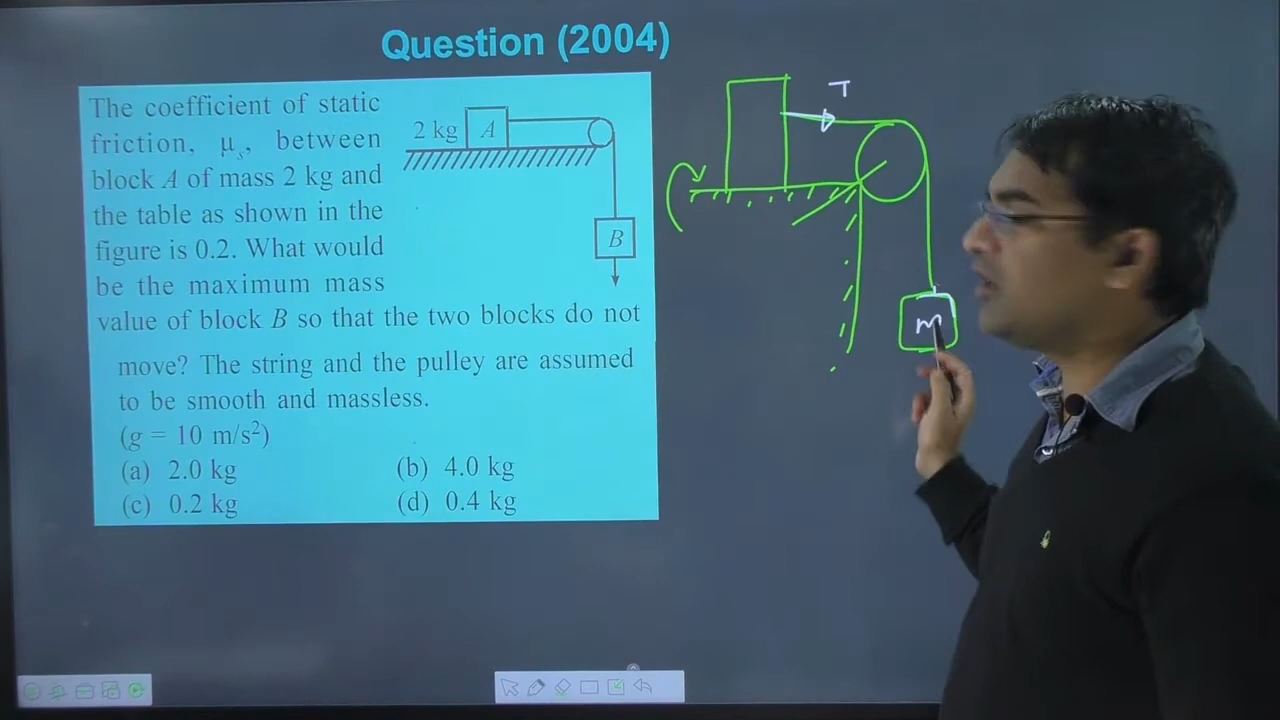 Question (2004)
The coefficient of static
friction, μs, between
block A of mass 2 kg and
the table as shown in the
figure is 0.2. What would
be the maximum mass
value of block B so that the two blocks do not
move? The string and the pulley are assumed
to be smooth and massless.
(g = 10 m/s²)
(a) 2.0 kg
(b) 4.0 kg
(c) 0.2 kg
(d) 0.4 kg
2 kg A
B
T
m